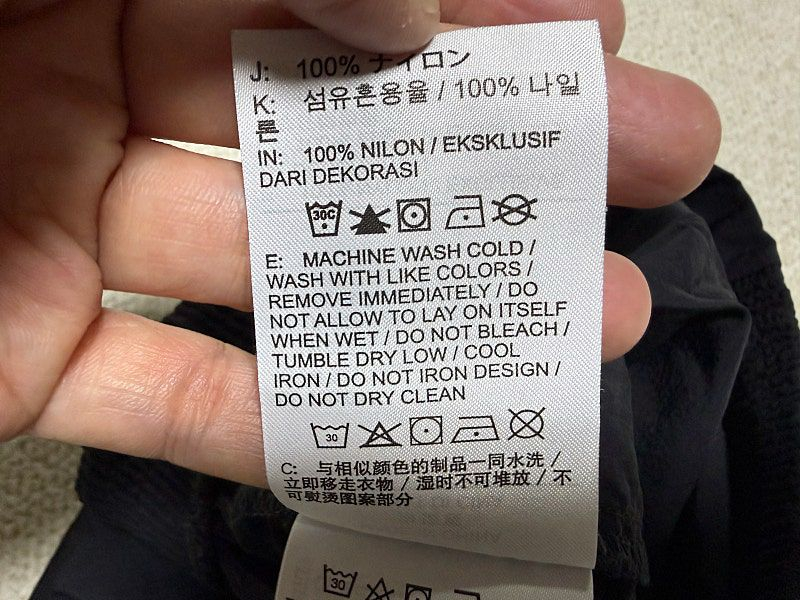 J: 100% ナイロン
K: 섬유혼용율 / 100% 나일
론
IN: 100% NILON / EKSKLUSIF
DARI DEKORASI
30C
E: MACHINE WASH COLD /
WASH WITH LIKE COLORS /
REMOVE IMMEDIATELY / DO
NOT ALLOW TO LAY ON ITSELF
WHEN WET / DO NOT BLEACH /
TUMBLE DRY LOW / COOL
IRON / DO NOT IRON DESIGN /
DO NOT DRY CLEAN
30
C: 与相似颜色的制品一同水洗 /
立即移走衣物 / 湿时不可堆放 / 不
可熨烫图案部分
30